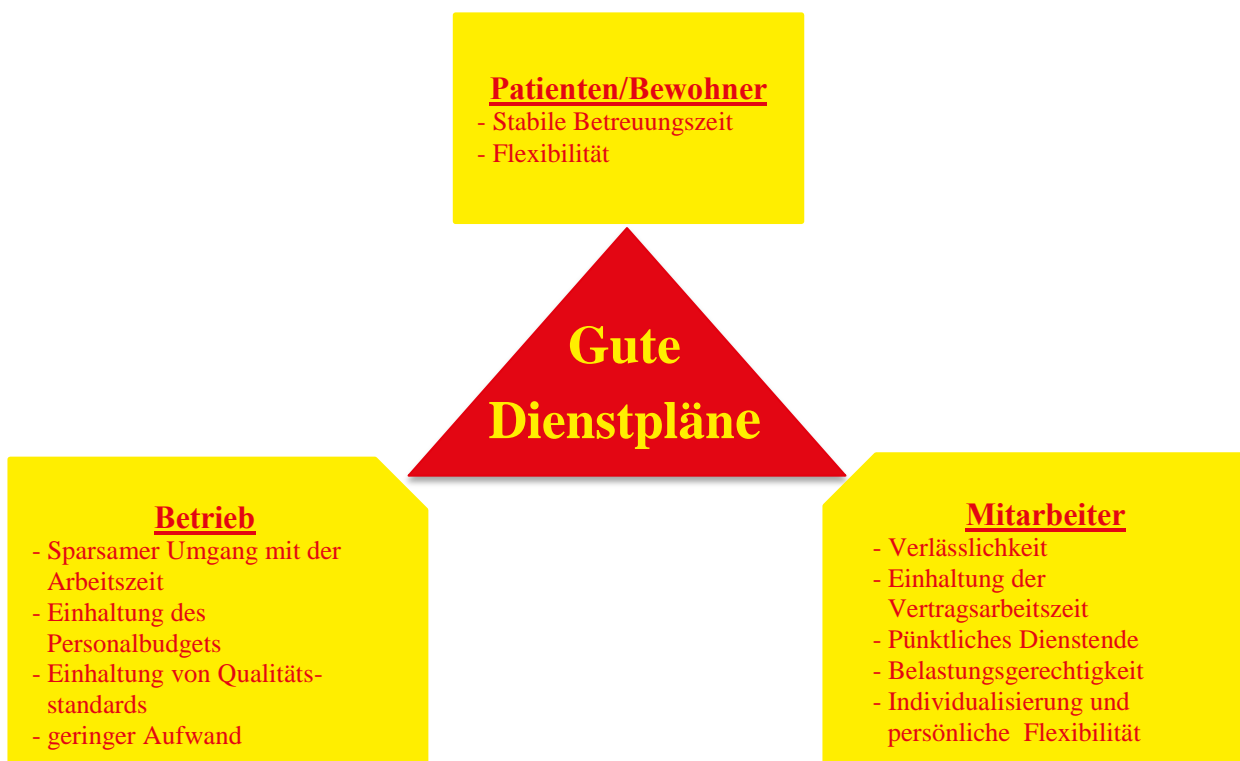 Patienten/Bewohner
- Stabile Betreuungszeit
- Flexibilität
Gute
Dienstpläne
Betrieb
- Sparsamer Umgang mit der
Arbeitszeit
- Einhaltung des
Personalbudgets
- Einhaltung von Qualitäts-
standards
- geringer Aufwand
Mitarbeiter
- Verlässlichkeit
- Einhaltung der
Vertragsarbeitszeit
- Pünktliches Dienstende
- Belastungsgerechtigkeit
- Individualisierung und
persönliche  Flexibilität